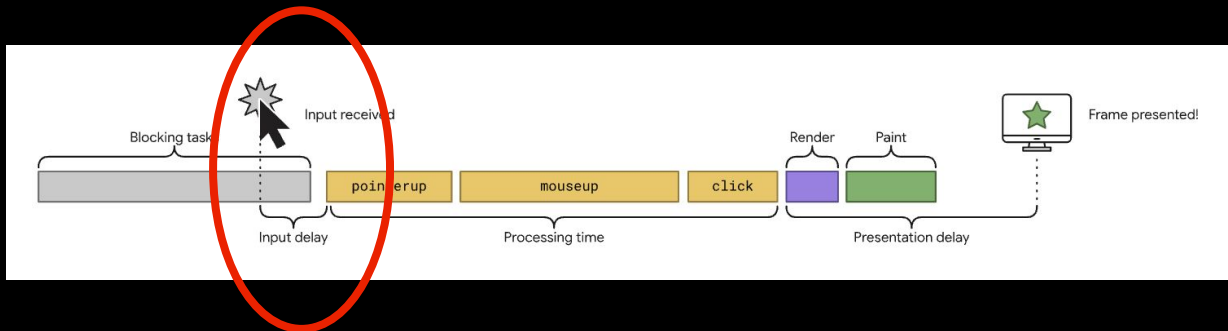 Input received
Frame presented!
Blocking task
Render
Paint
pointerup
mouseup
click
Input delay
Processing time
Presentation delay